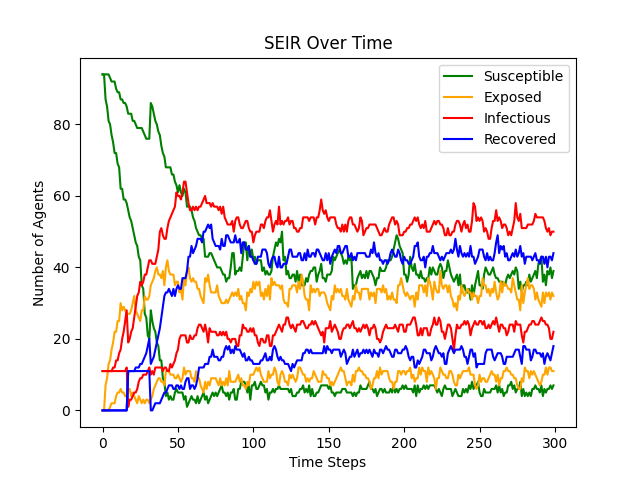 SEIR Over Time
Susceptible
Exposed
Infectious
Recovered
Number of Agents
80
60
40
20
0
0 50 100 150 200 250 300
Time Steps